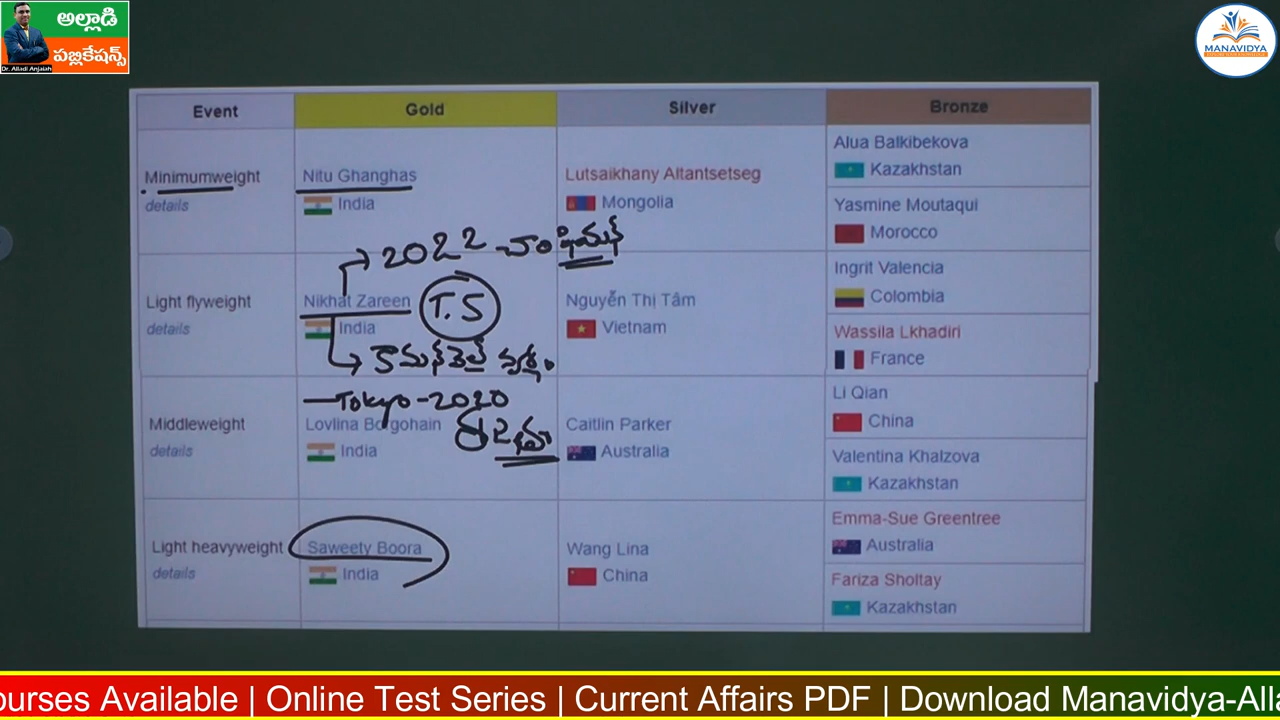 అల్లాడి
పబ్లికేషన్స్
Dr. Alladi Anjaiah
MANAVIDYA
Event Gold Silver Bronze
Minimumweight
details
Nitu Ghanghas
India
Lutsaikhany Altantsetseg
Mongolia
Alua Balkibekova
Kazakhstan
Yasmine Moutaqui
Morocco
2022
Light flyweight
details
Nikhat Zareen
India
T.S
Nguyễn Thị Tâm
Vietnam
Ingrit Valencia
Colombia
Wassila Lkhadiri
France
Tokyo-2020
Middleweight
details
Lovlina Borgohain
India
Caitlin Parker
Australia
Li Qian
China
Valentina Khalzova
Kazakhstan
Light heavyweight
details
Saweety Boora
India
Wang Lina
China
Emma-Sue Greentree
Australia
Fariza Sholtay
Kazakhstan
ourses Available | Online Test Series | Current Affairs PDF | Download Manavidya-Alla